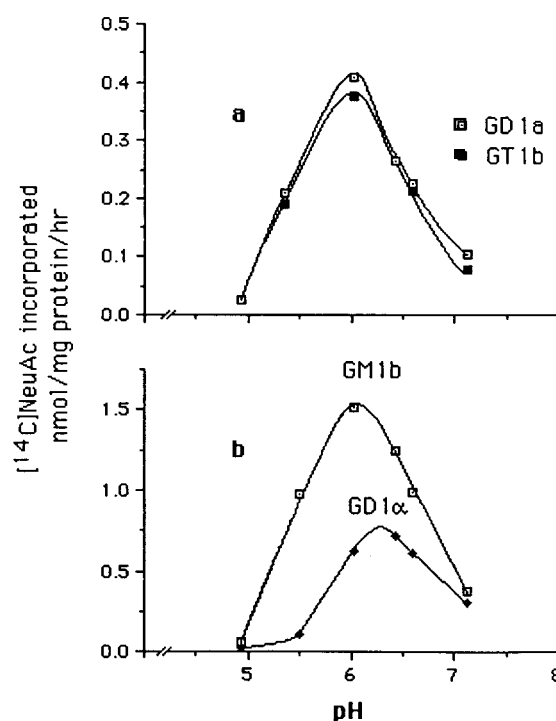 [¹⁴C]NeuAc incorporated
nmol/mg protein/hr
0.5
0.4
0.3
0.2
0.1
0.0
a
GD1a
GT1b
1.5
1.0
0.5
0.0
b
GM1b
GD1α
5
6
7
8
pH